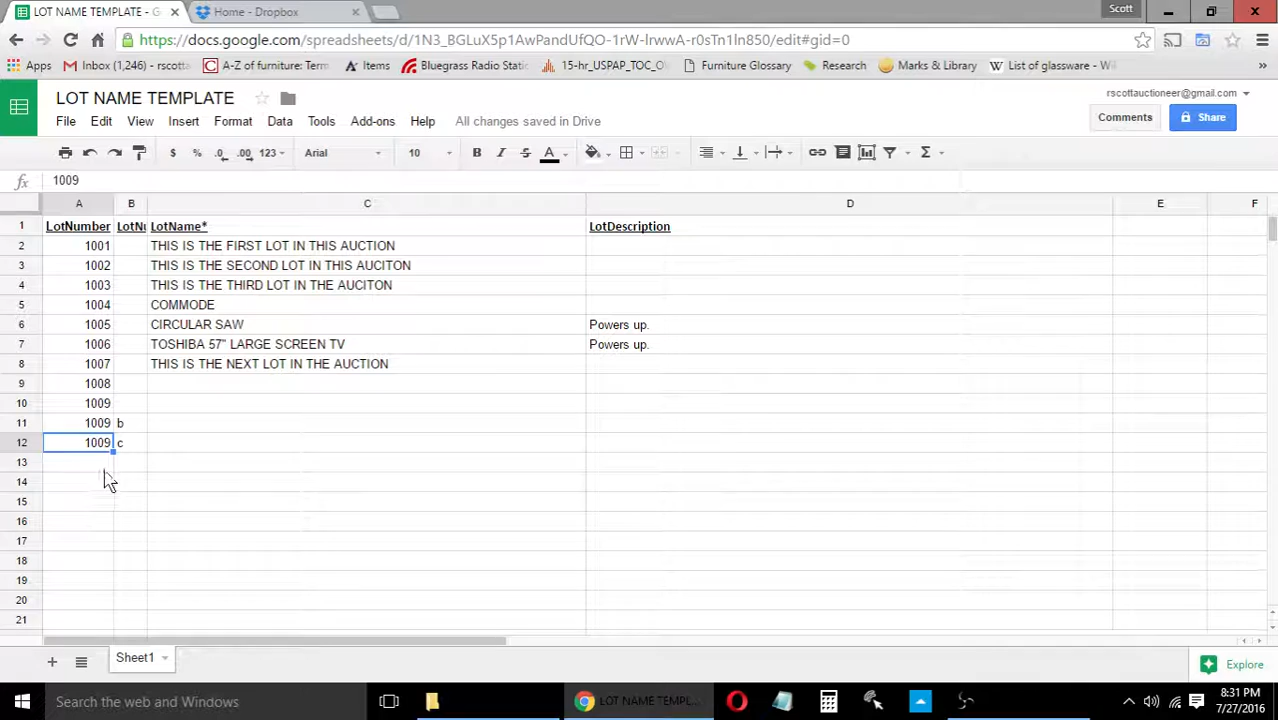 LOT NAME TEMPLATE - G
Home - Dropbox
Scott
https://docs.google.com/spreadsheets/d/1N3_BGLuX5p1AwPandUfQO-1rW-lrwwA-r0sTn1ln850/edit#gid=0
Apps
Inbox (1,246) - rscotta
A-Z of furniture: Term
Items
Bluegrass Radio Stati
15-hr_USPAP_TOC_O
Furniture Glossary
Research
Marks & Library
List of glassware - Wi
»
LOT NAME TEMPLATE
rscottauctioneer@gmail.com
File Edit View Insert Format Data Tools Add-ons Help All changes saved in Drive
Comments
Share
$ % .0 .00 123 Arial 10 B I S A Σ
fx 1009
A B C D E F
1 LotNumber LotNu LotName* LotDescription
2 1001 THIS IS THE FIRST LOT IN THIS AUCTION
3 1002 THIS IS THE SECOND LOT IN THIS AUCITON
4 1003 THIS IS THE THIRD LOT IN THE AUCITON
5 1004 COMMODE
6 1005 CIRCULAR SAW Powers up.
7 1006 TOSHIBA 57" LARGE SCREEN TV Powers up.
8 1007 THIS IS THE NEXT LOT IN THE AUCTION
9 1008
10 1009
11 1009 b
12 1009 c
13
14
15
16
17
18
19
20
21
Sheet1
Explore
Search the web and Windows
LOT NAME TEMPL...
8:31 PM
7/27/2016